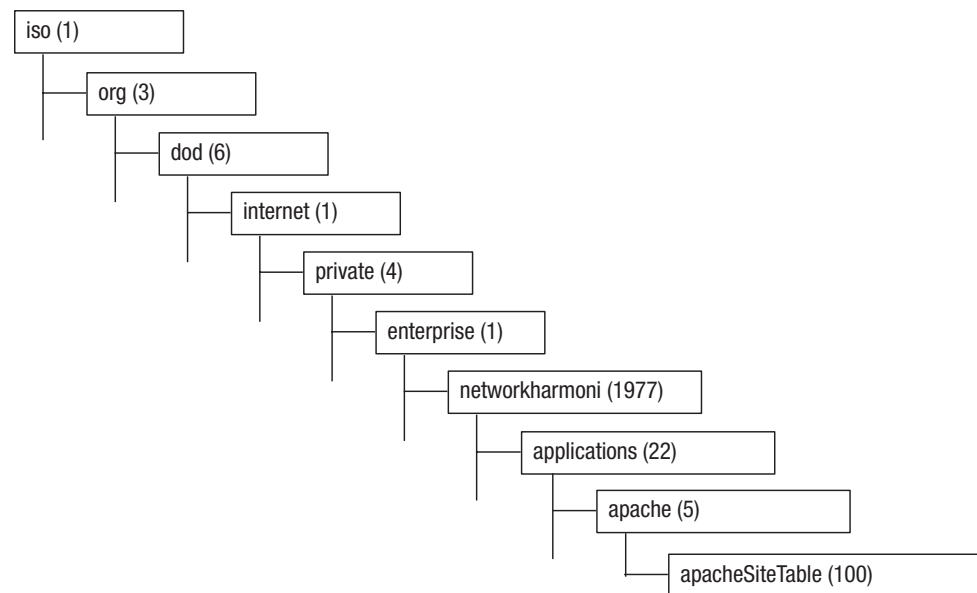 iso (1)
org (3)
dod (6)
internet (1)
private (4)
enterprise (1)
networkharmoni (1977)
applications (22)
apache (5)
apacheSiteTable (100)